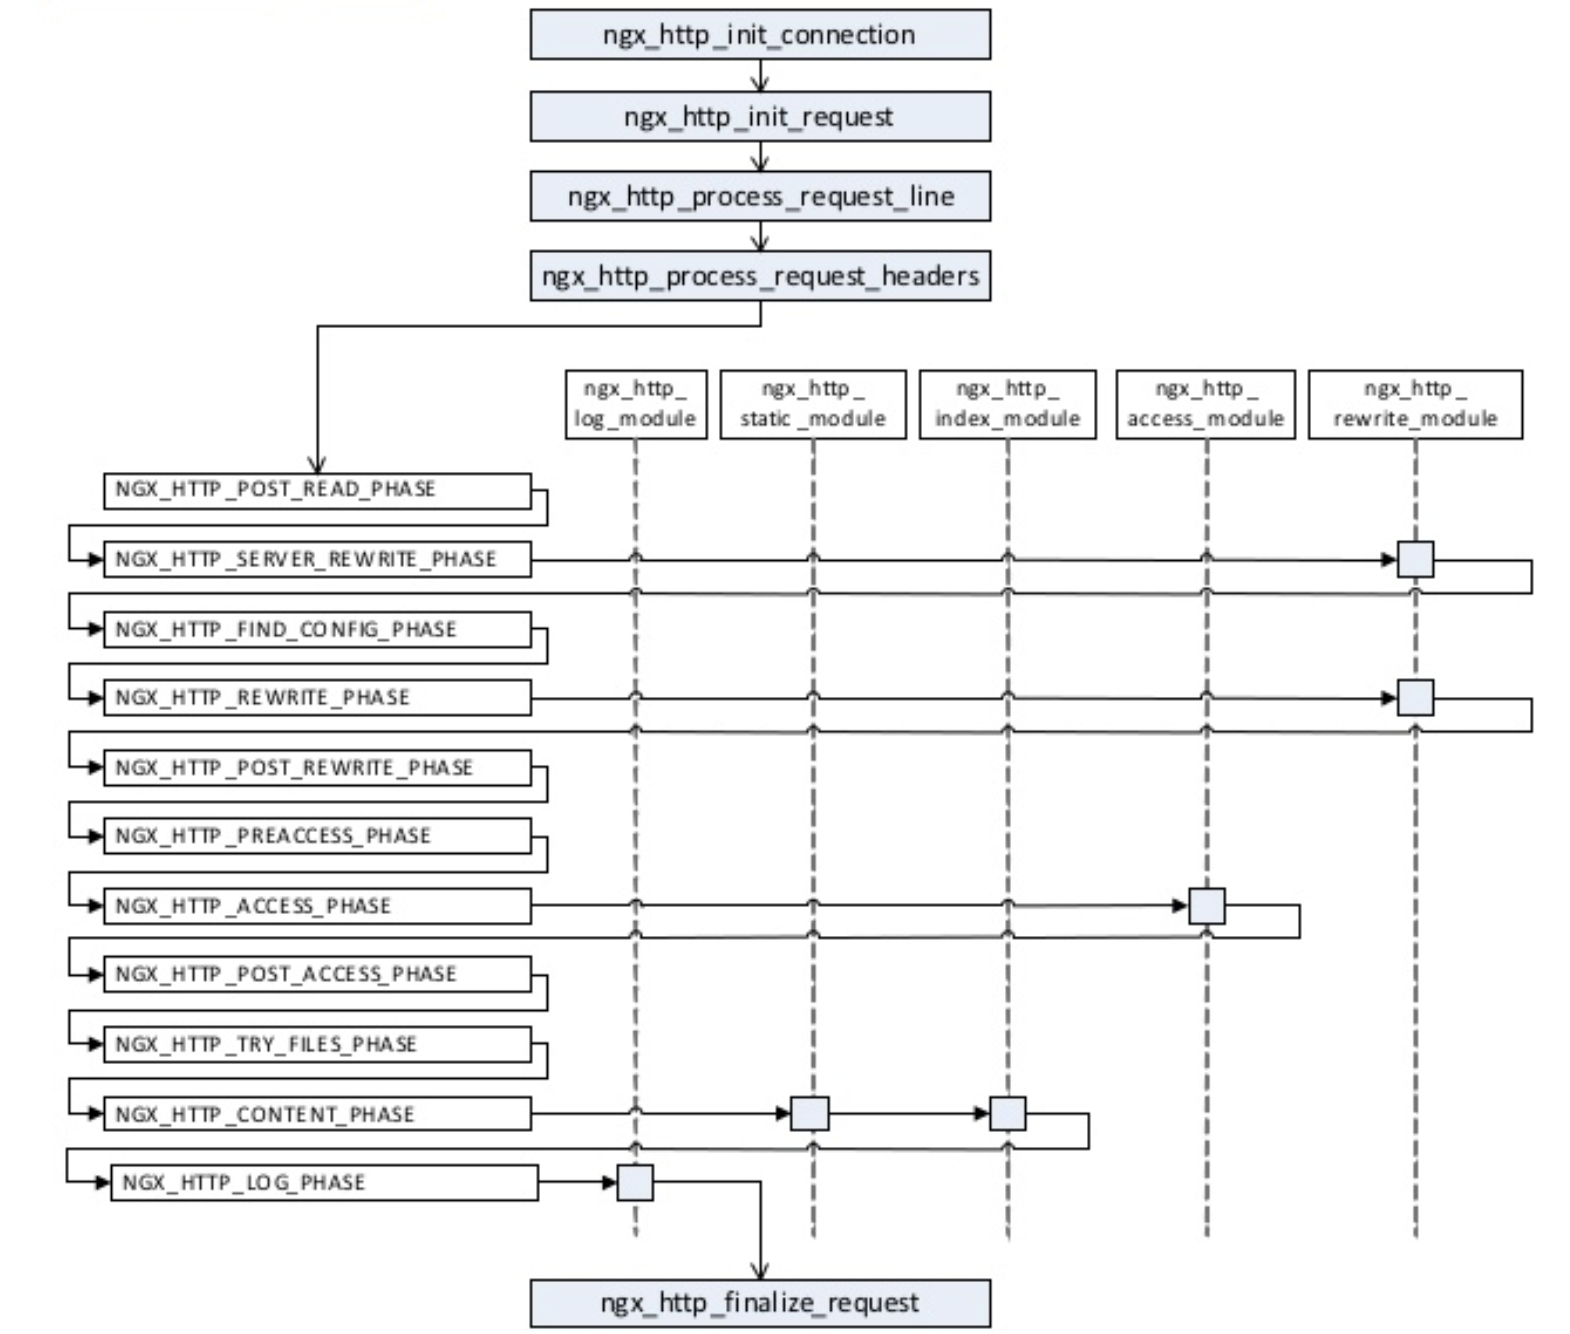 ngx_http_init_connection
ngx_http_init_request
ngx_http_process_request_line
ngx_http_process_request_headers
ngx_http_
log_module
ngx_http_
static_module
ngx_http_
index_module
ngx_http_
access_module
ngx_http_
rewrite_module
NGX_HTTP_POST_READ_PHASE
NGX_HTTP_SERVER_REWRITE_PHASE
NGX_HTTP_FIND_CONFIG_PHASE
NGX_HTTP_REWRITE_PHASE
NGX_HTTP_POST_REWRITE_PHASE
NGX_HTTP_PREACCESS_PHASE
NGX_HTTP_ACCESS_PHASE
NGX_HTTP_POST_ACCESS_PHASE
NGX_HTTP_TRY_FILES_PHASE
NGX_HTTP_CONTENT_PHASE
NGX_HTTP_LOG_PHASE
ngx_http_finalize_request